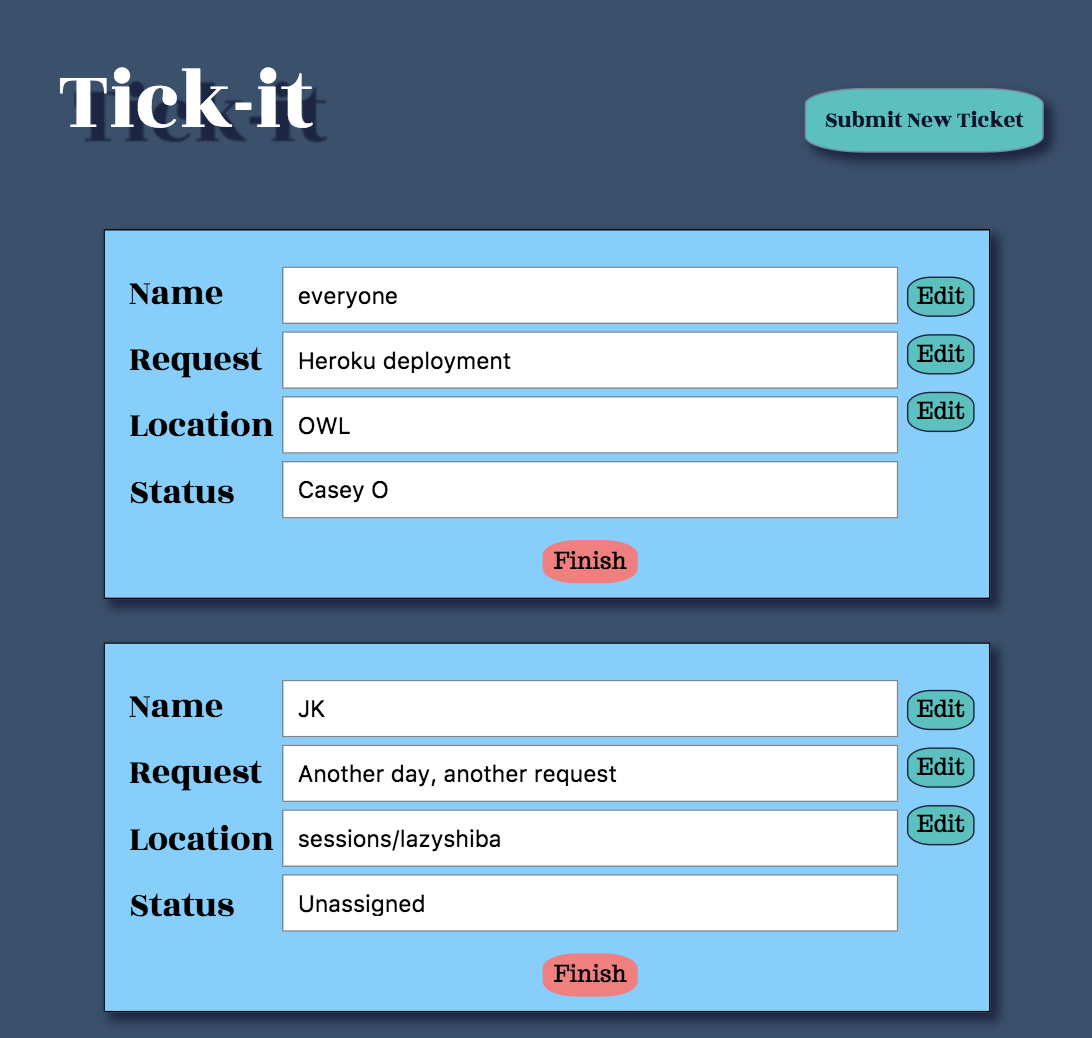 Tick-it
Submit New Ticket
Name everyone Edit
Request Heroku deployment Edit
Location OWL Edit
Status Casey O
Finish
Name JK Edit
Request Another day, another request Edit
Location sessions/lazyshiba Edit
Status Unassigned
Finish